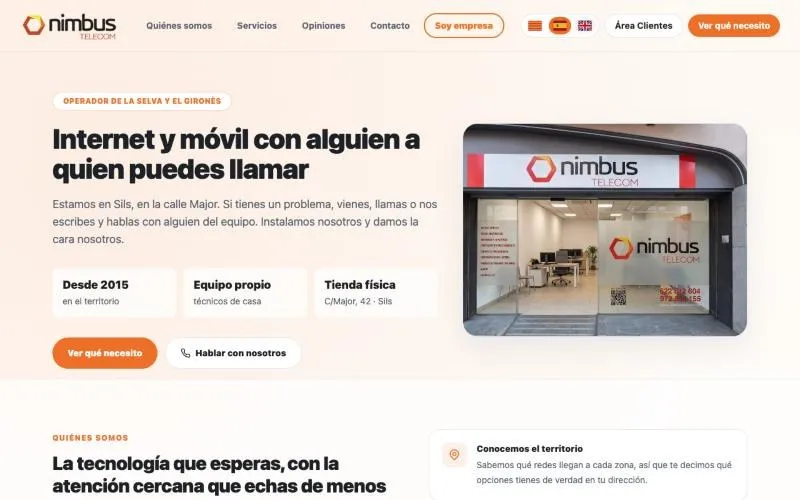 nimbus
TELECOM
Quiénes somos
Servicios
Opiniones
Contacto
Soy empresa
Área Clientes
Ver qué necesito
OPERADOR DE LA SELVA Y EL GIRONÈS
Internet y móvil con alguien a
quien puedes llamar
Estamos en Sils, en la calle Major. Si tienes un problema, vienes, llamas o nos
escribes y hablas con alguien del equipo. Instalamos nosotros y damos la
cara nosotros.
Desde 2015
en el territorio
Equipo propio
técnicos de casa
Tienda física
C/Major, 42 · Sils
Ver qué necesito
Hablar con nosotros
nimbus
TELECOM
nimbus
TELECOM
QUIÉNES SOMOS
La tecnología que esperas, con la
atención cercana que echas de menos
Conocemos el territorio
Sabemos qué redes llegan a cada zona, así que te decimos qué
opciones tienes de verdad en tu dirección.